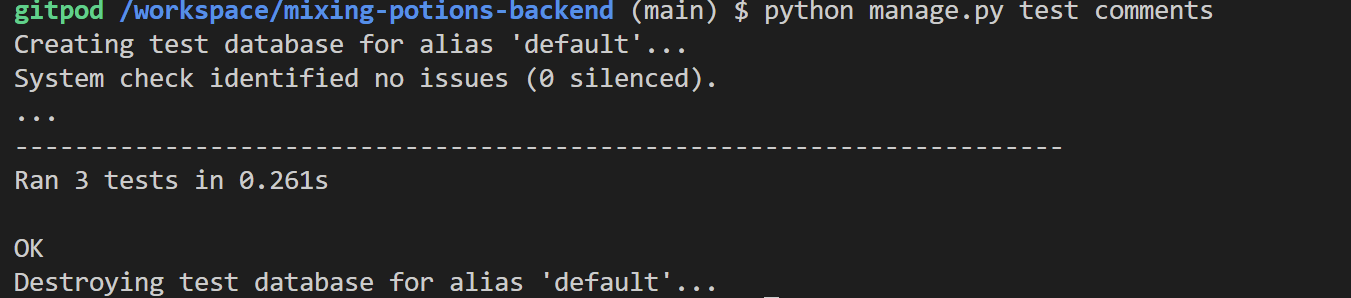 gitpod /workspace/mixing-potions-backend (main) $ python manage.py test comments
Creating test database for alias 'default'...
System check identified no issues (0 silenced).
...
----------------------------------------------------------------------
Ran 3 tests in 0.261s

OK
Destroying test database for alias 'default'...